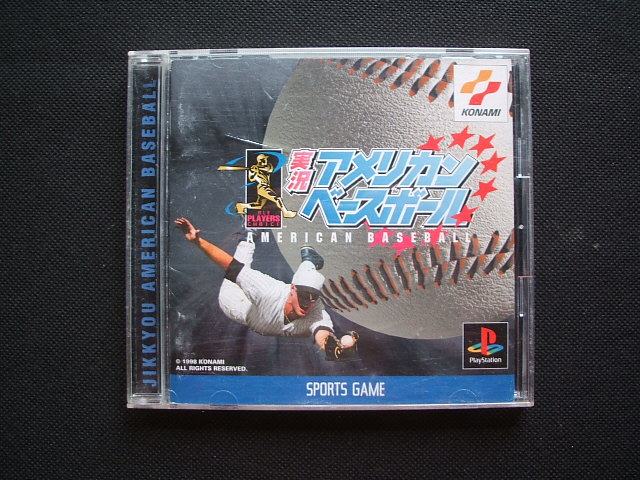 JIKKYOU AMERICAN BASEBALL
KONAMI
実況
アメリカン
ベースボール
MLB
PLAYERS
CHOICE
AMERICAN BASEBALL
PlayStation
© 1998 KONAMI
ALL RIGHTS RESERVED.
SPORTS GAME